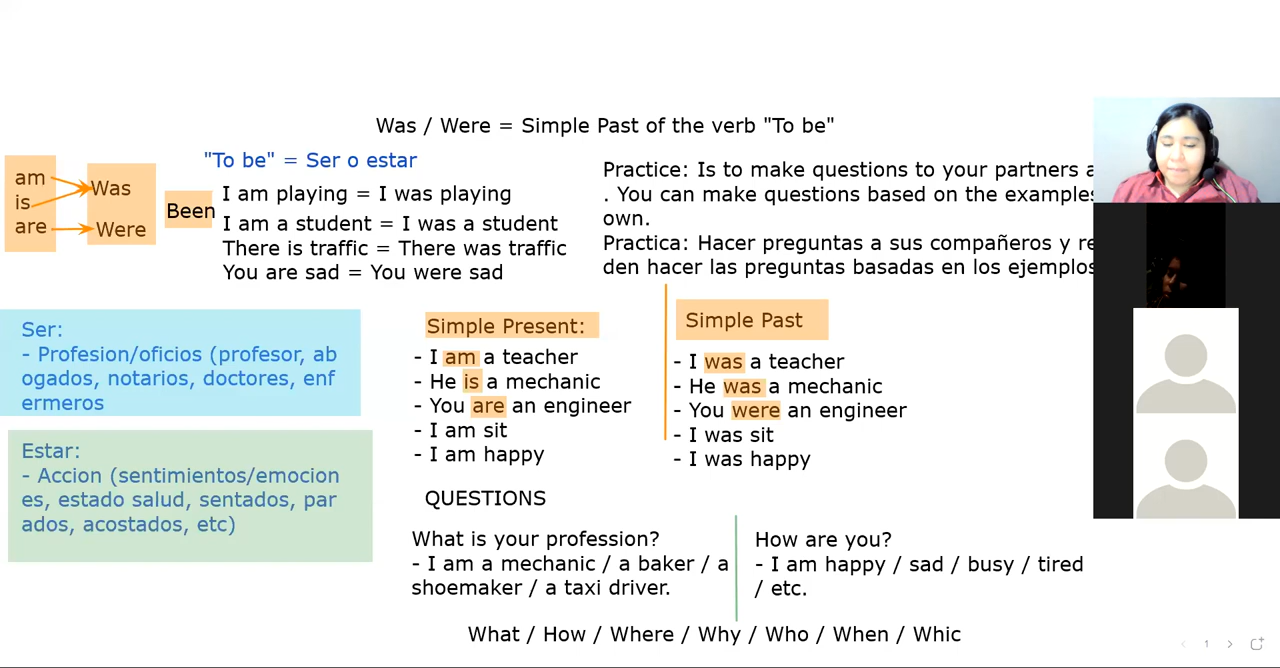 Was / Were = Simple Past of the verb "To be"
am
is
are
Was
Were
Been
"To be" = Ser o estar
I am playing = I was playing
I am a student = I was a student
There is traffic = There was traffic
You are sad = You were sad
Practice: Is to make questions to your partners
. You can make questions based on the examples
own.
Practica: Hacer preguntas a sus compañeros y re
den hacer las preguntas basadas en los ejemplos
Ser:
- Profesion/oficios (profesor, ab
ogados, notarios, doctores, enf
ermeros
Estar:
- Accion (sentimientos/emocion
es, estado salud, sentados, par
ados, acostados, etc)
Simple Present:
- I am a teacher
- He is a mechanic
- You are an engineer
- I am sit
- I am happy
Simple Past
- I was a teacher
- He was a mechanic
- You were an engineer
- I was sit
- I was happy
QUESTIONS
What is your profession?
- I am a mechanic / a baker / a
shoemaker / a taxi driver.
How are you?
- I am happy / sad / busy / tired
/ etc.
What / How / Where / Why / Who / When / Whic
1